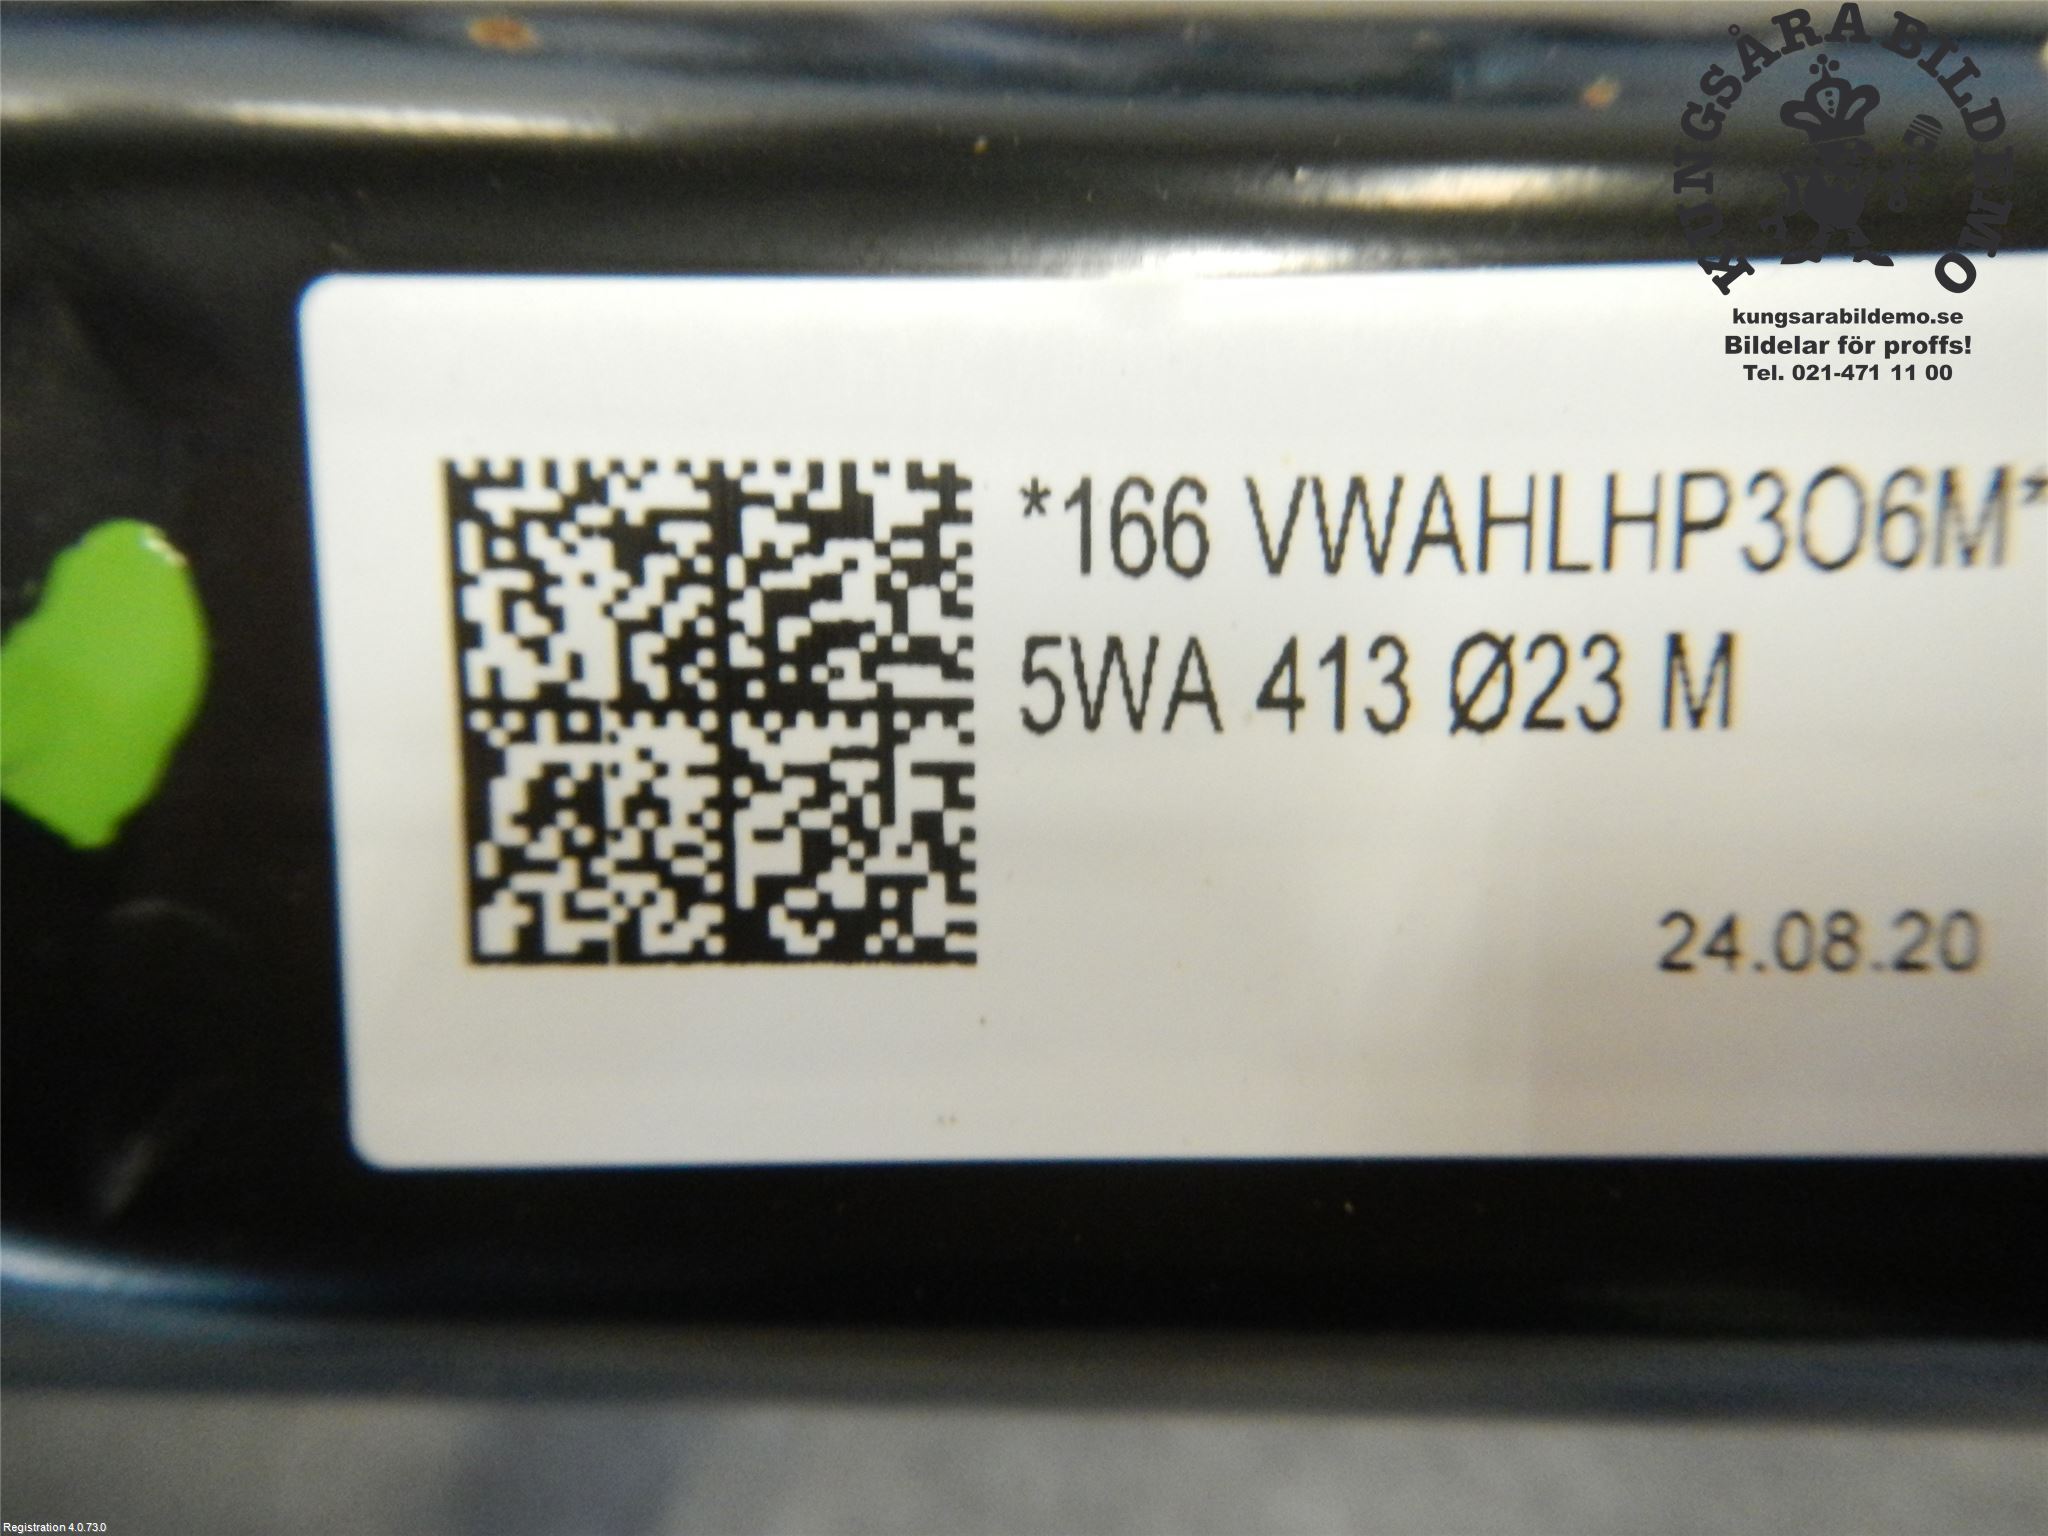 KUNGSÅRA BILDEMO
kungsarabildemo.se
Bildelar för proffs!
Tel. 021-471 11 00
*166 VWAHLHP3O6M*
5WA 413 Ø23 M
24.08.20
Registration 4.0.73.0